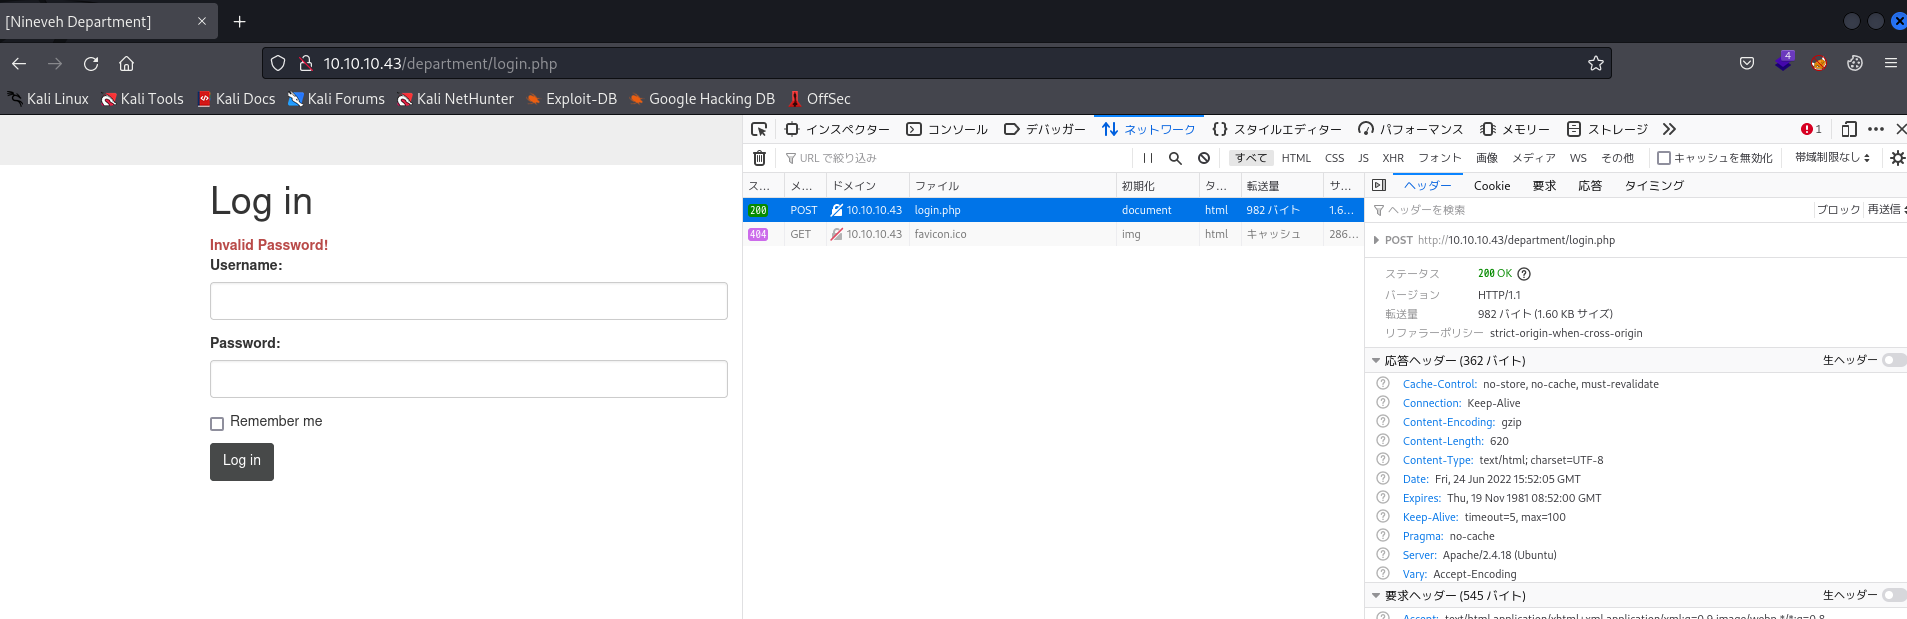 [Nineveh Department]
10.10.10.43/department/login.php
4
Kali Linux Kali Tools Kali Docs Kali Forums Kali NetHunter Exploit-DB Google Hacking DB OffSec
インスペクター コンソール デバッガー ネットワーク スタイルエディター パフォーマンス メモリー ストレージ 1
URL で絞り込み すべて HTML CSS JS XHR フォント 画像 メディア WS その他 キャッシュを無効化 帯域制限なし
ス... メ... ドメイン ファイル 初期化 タ... 転送量 サ...
200 POST 10.10.10.43 login.php document html 982 バイト 1.6...
404 GET 10.10.10.43 favicon.ico img html キャッシュ 286...
ヘッダー Cookie 要求 応答 タイミング
ヘッダーを検索 ブロック 再送信
POST http://10.10.10.43/department/login.php
ステータス 200 OK
バージョン HTTP/1.1
転送量 982 バイト (1.60 KB サイズ)
リファラーポリシー strict-origin-when-cross-origin
応答ヘッダー (362 バイト) 生ヘッダー
Cache-Control: no-store, no-cache, must-revalidate
Connection: Keep-Alive
Content-Encoding: gzip
Content-Length: 620
Content-Type: text/html; charset=UTF-8
Date: Fri, 24 Jun 2022 15:52:05 GMT
Expires: Thu, 19 Nov 1981 08:52:00 GMT
Keep-Alive: timeout=5, max=100
Pragma: no-cache
Server: Apache/2.4.18 (Ubuntu)
Vary: Accept-Encoding
要求ヘッダー (545 バイト) 生ヘッダー
Log in
Invalid Password!
Username:
Password:
Remember me
Log in